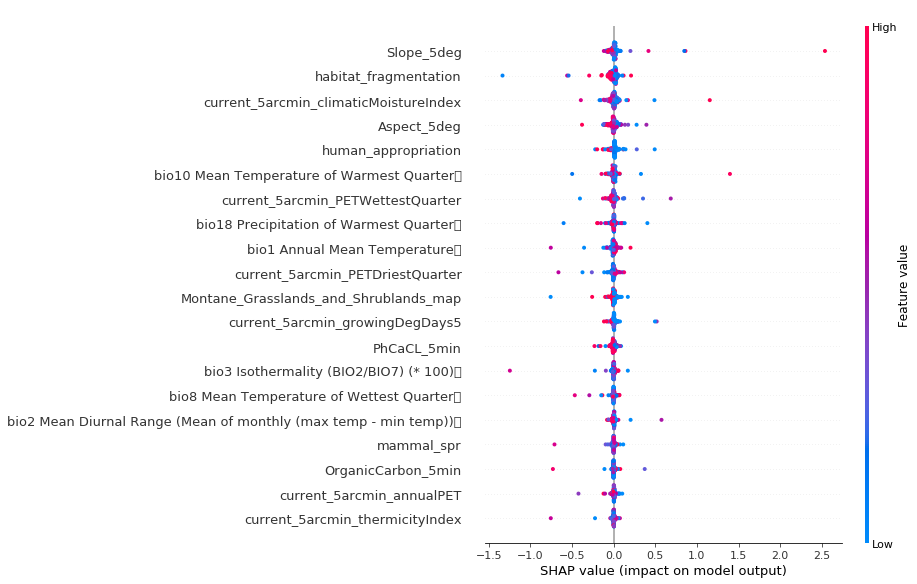 High
Slope_5deg
habitat_fragmentation
current_5arcmin_climaticMoistureIndex
Aspect_5deg
human_appropriation
bio10 Mean Temperature of Warmest Quarter
current_5arcmin_PETWettestQuarter
bio18 Precipitation of Warmest Quarter
bio1 Annual Mean Temperature
current_5arcmin_PETDriestQuarter
Montane_Grasslands_and_Shrublands_map
current_5arcmin_growingDegDays5
PhCaCL_5min
bio3 Isothermality (BIO2/BIO7) (* 100)
bio8 Mean Temperature of Wettest Quarter
bio2 Mean Diurnal Range (Mean of monthly (max temp - min temp))
mammal_spr
OrganicCarbon_5min
current_5arcmin_annualPET
current_5arcmin_thermicityIndex
Feature value
Low
−1.5 −1.0 −0.5 0.0 0.5 1.0 1.5 2.0 2.5
SHAP value (impact on model output)